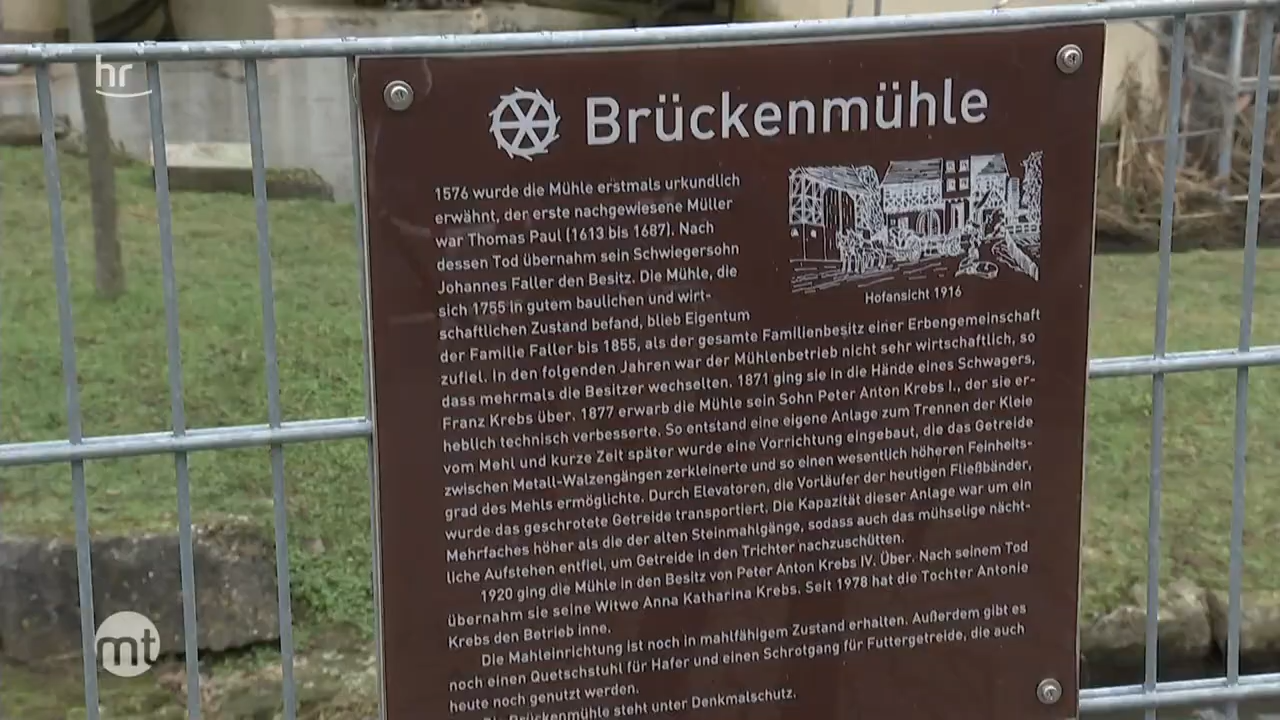 hr
Brückenmühle
1576 wurde die Mühle erstmals urkundlich
erwähnt, der erste nachgewiesene Müller
war Thomas Paul (1613 bis 1687). Nach
dessen Tod übernahm sein Schwiegersohn
Johannes Faller den Besitz. Die Mühle, die
sich 1755 in gutem baulichen und wirt-
schaftlichen Zustand befand, blieb Eigentum
Hofansicht 1916
der Familie Faller bis 1855, als der gesamte Familienbesitz einer Erbengemeinschaft
zufiel. In den folgenden Jahren war der Mühlenbetrieb nicht sehr wirtschaftlich, so
dass mehrmals die Besitzer wechselten. 1871 ging sie in die Hände eines Schwagers,
Franz Krebs über. 1877 erwarb die Mühle sein Sohn Peter Anton Krebs I., der sie er-
heblich technisch verbesserte. So entstand eine eigene Anlage zum Trennen der Kleie
vom Mehl und kurze Zeit später wurde eine Vorrichtung eingebaut, die das Getreide
zwischen Metall-Walzengängen zerkleinerte und so einen wesentlich höheren Feinheits-
grad des Mehls ermöglichte. Durch Elevatoren, die Vorläufer der heutigen Fließbänder,
wurde das geschrotete Getreide transportiert. Die Kapazität dieser Anlage war um ein
Mehrfaches höher als die der alten Steinmahlgänge, sodass auch das mühselige nächt-
liche Aufstehen entfiel, um Getreide in den Trichter nachzuschütten.
1920 ging die Mühle in den Besitz von Peter Anton Krebs IV. Über. Nach seinem Tod
übernahm sie seine Witwe Anna Katharina Krebs. Seit 1978 hat die Tochter Antonie
Krebs den Betrieb inne.
Die Mahleinrichtung ist noch in mahlfähigem Zustand erhalten. Außerdem gibt es
noch einen Quetschstuhl für Hafer und einen Schrotgang für Futtergetreide, die auch
heute noch genutzt werden.
Die Brückenmühle steht unter Denkmalschutz.
mt